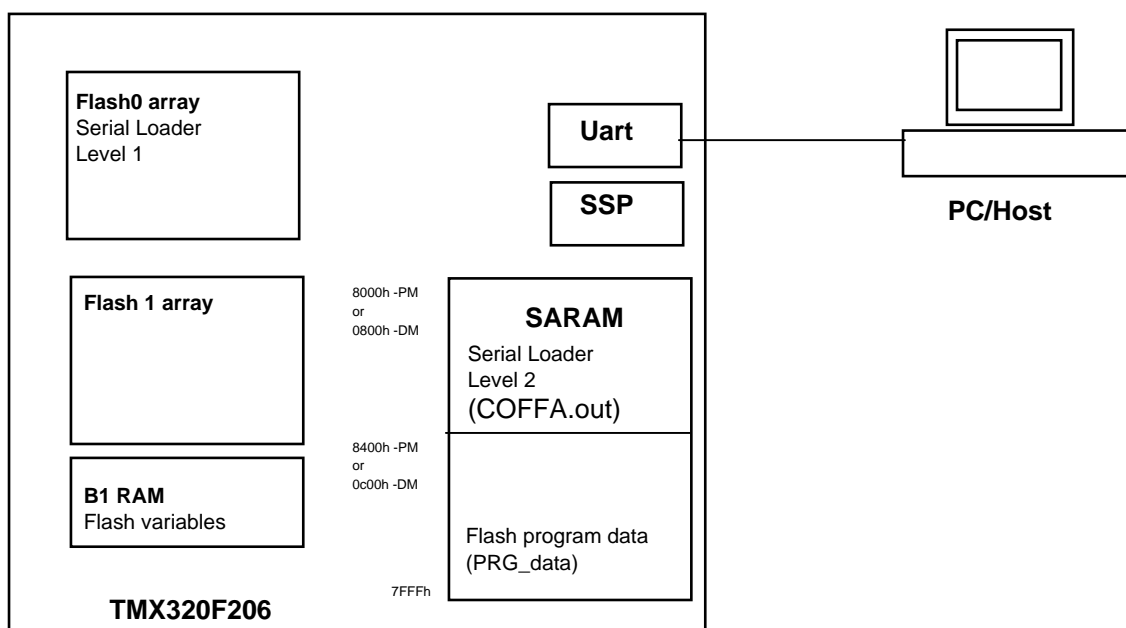 Flash0 array
Serial Loader
Level 1
Uart
SSP
PC/Host
Flash 1 array
8000h -PM
or
0800h -DM
SARAM
Serial Loader
Level 2
(COFFA.out)
8400h -PM
or
0c00h -DM
B1 RAM
Flash variables
Flash program data
(PRG_data)
7FFFh
TMX320F206